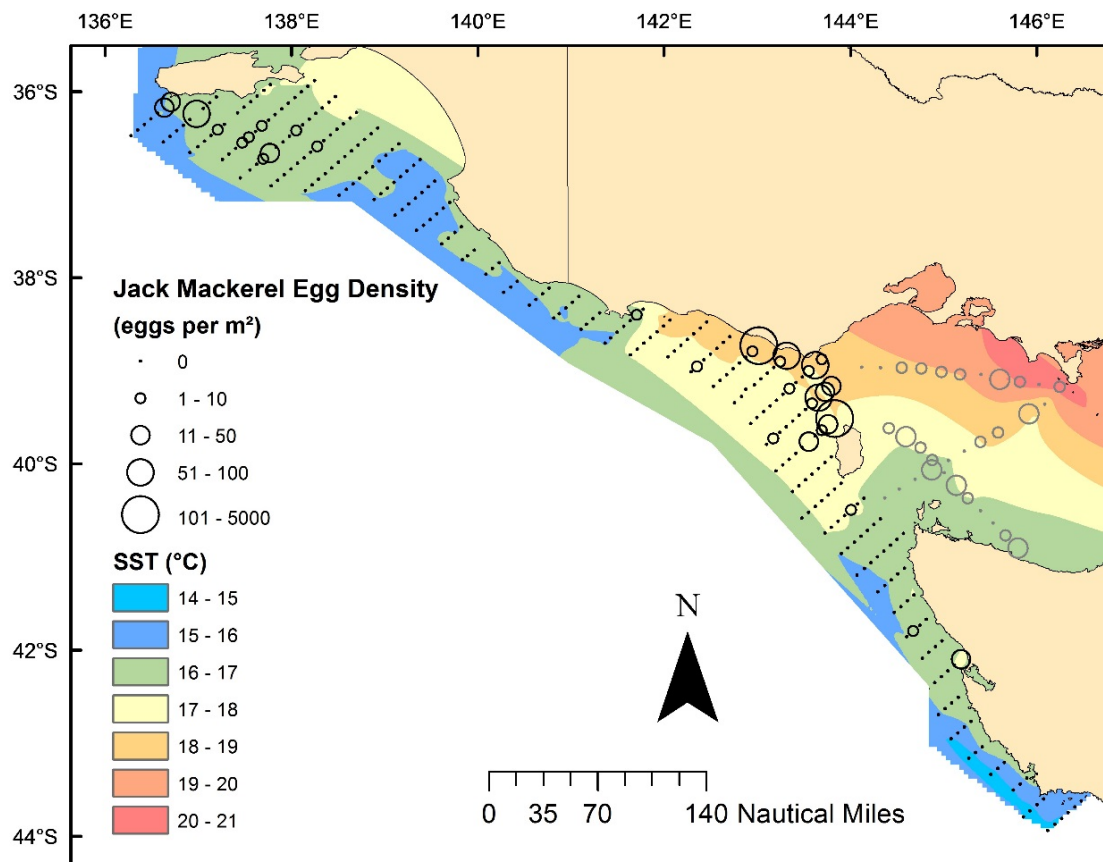 136°E 138°E 140°E 142°E 144°E 146°E
36°S
38°S
40°S
42°S
44°S
Jack Mackerel Egg Density
(eggs per m²)
0
1 - 10
11 - 50
51 - 100
101 - 5000
SST (°C)
14 - 15
15 - 16
16 - 17
17 - 18
18 - 19
19 - 20
20 - 21
N
0 35 70 140 Nautical Miles